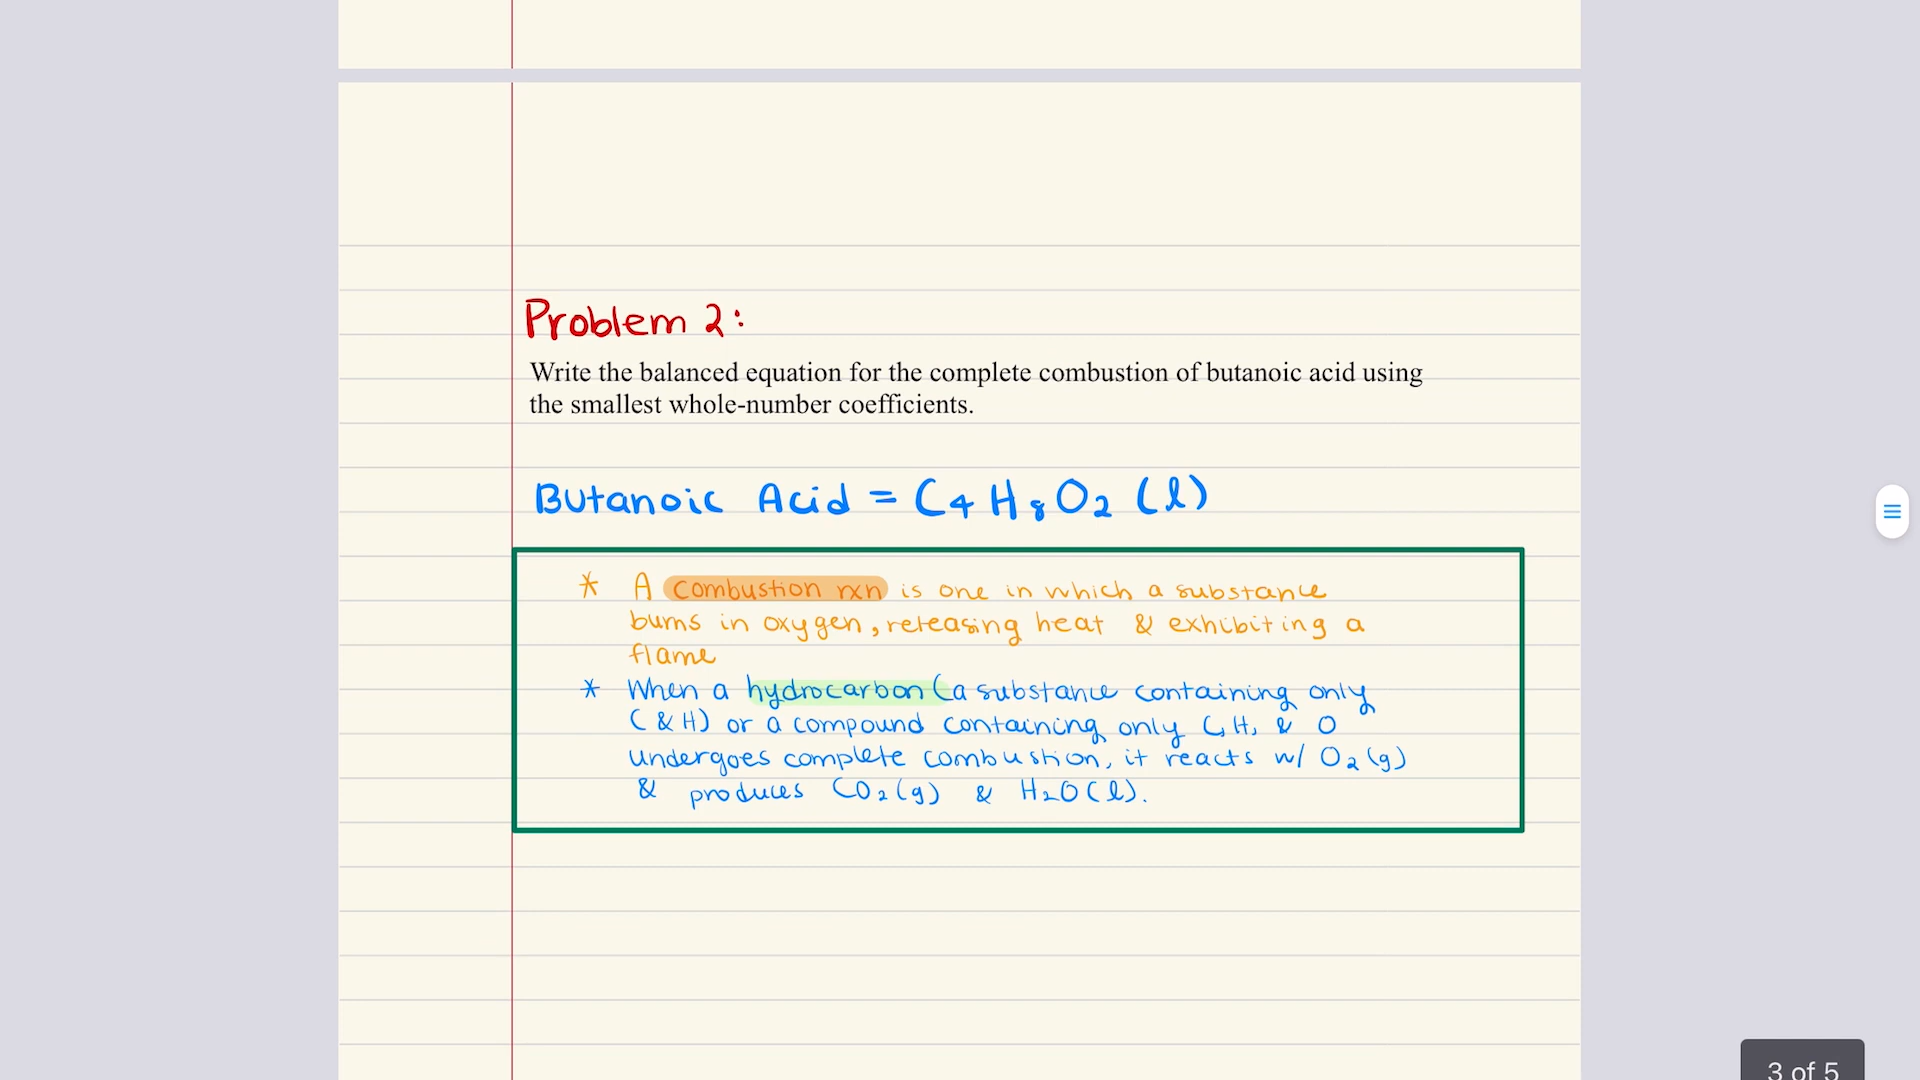 Problem 2:
Write the balanced equation for the complete combustion of butanoic acid using
the smallest whole-number coefficients.
Butanoic Acid = C4H8O2 (l)
* A combustion rxn is one in which a substance
burns in oxygen, releasing heat & exhibiting a
flame
* When a hydrocarbon (a substance containing only
C & H) or a compound containing only C, H, & O
undergoes complete combustion, it reacts w/ O2(g)
& produces CO2(g) & H2O(l).
3 of 5